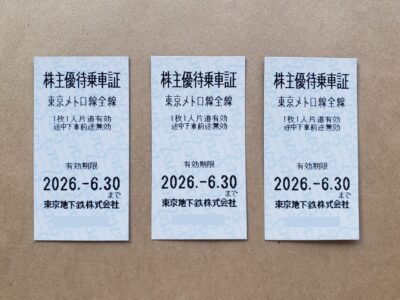 株主優待乗車証
東京メトロ線全線
1枚1人片道有効
途中下車前途無効
有効期限
2026.-6.30
まで
東京地下鉄株式会社
株主優待乗車証
東京メトロ線全線
1枚1人片道有効
途中下車前途無効
有効期限
2026.-6.30
まで
東京地下鉄株式会社
株主優待乗車証
東京メトロ線全線
1枚1人片道有効
途中下車前途無効
有効期限
2026.-6.30
まで
東京地下鉄株式会社